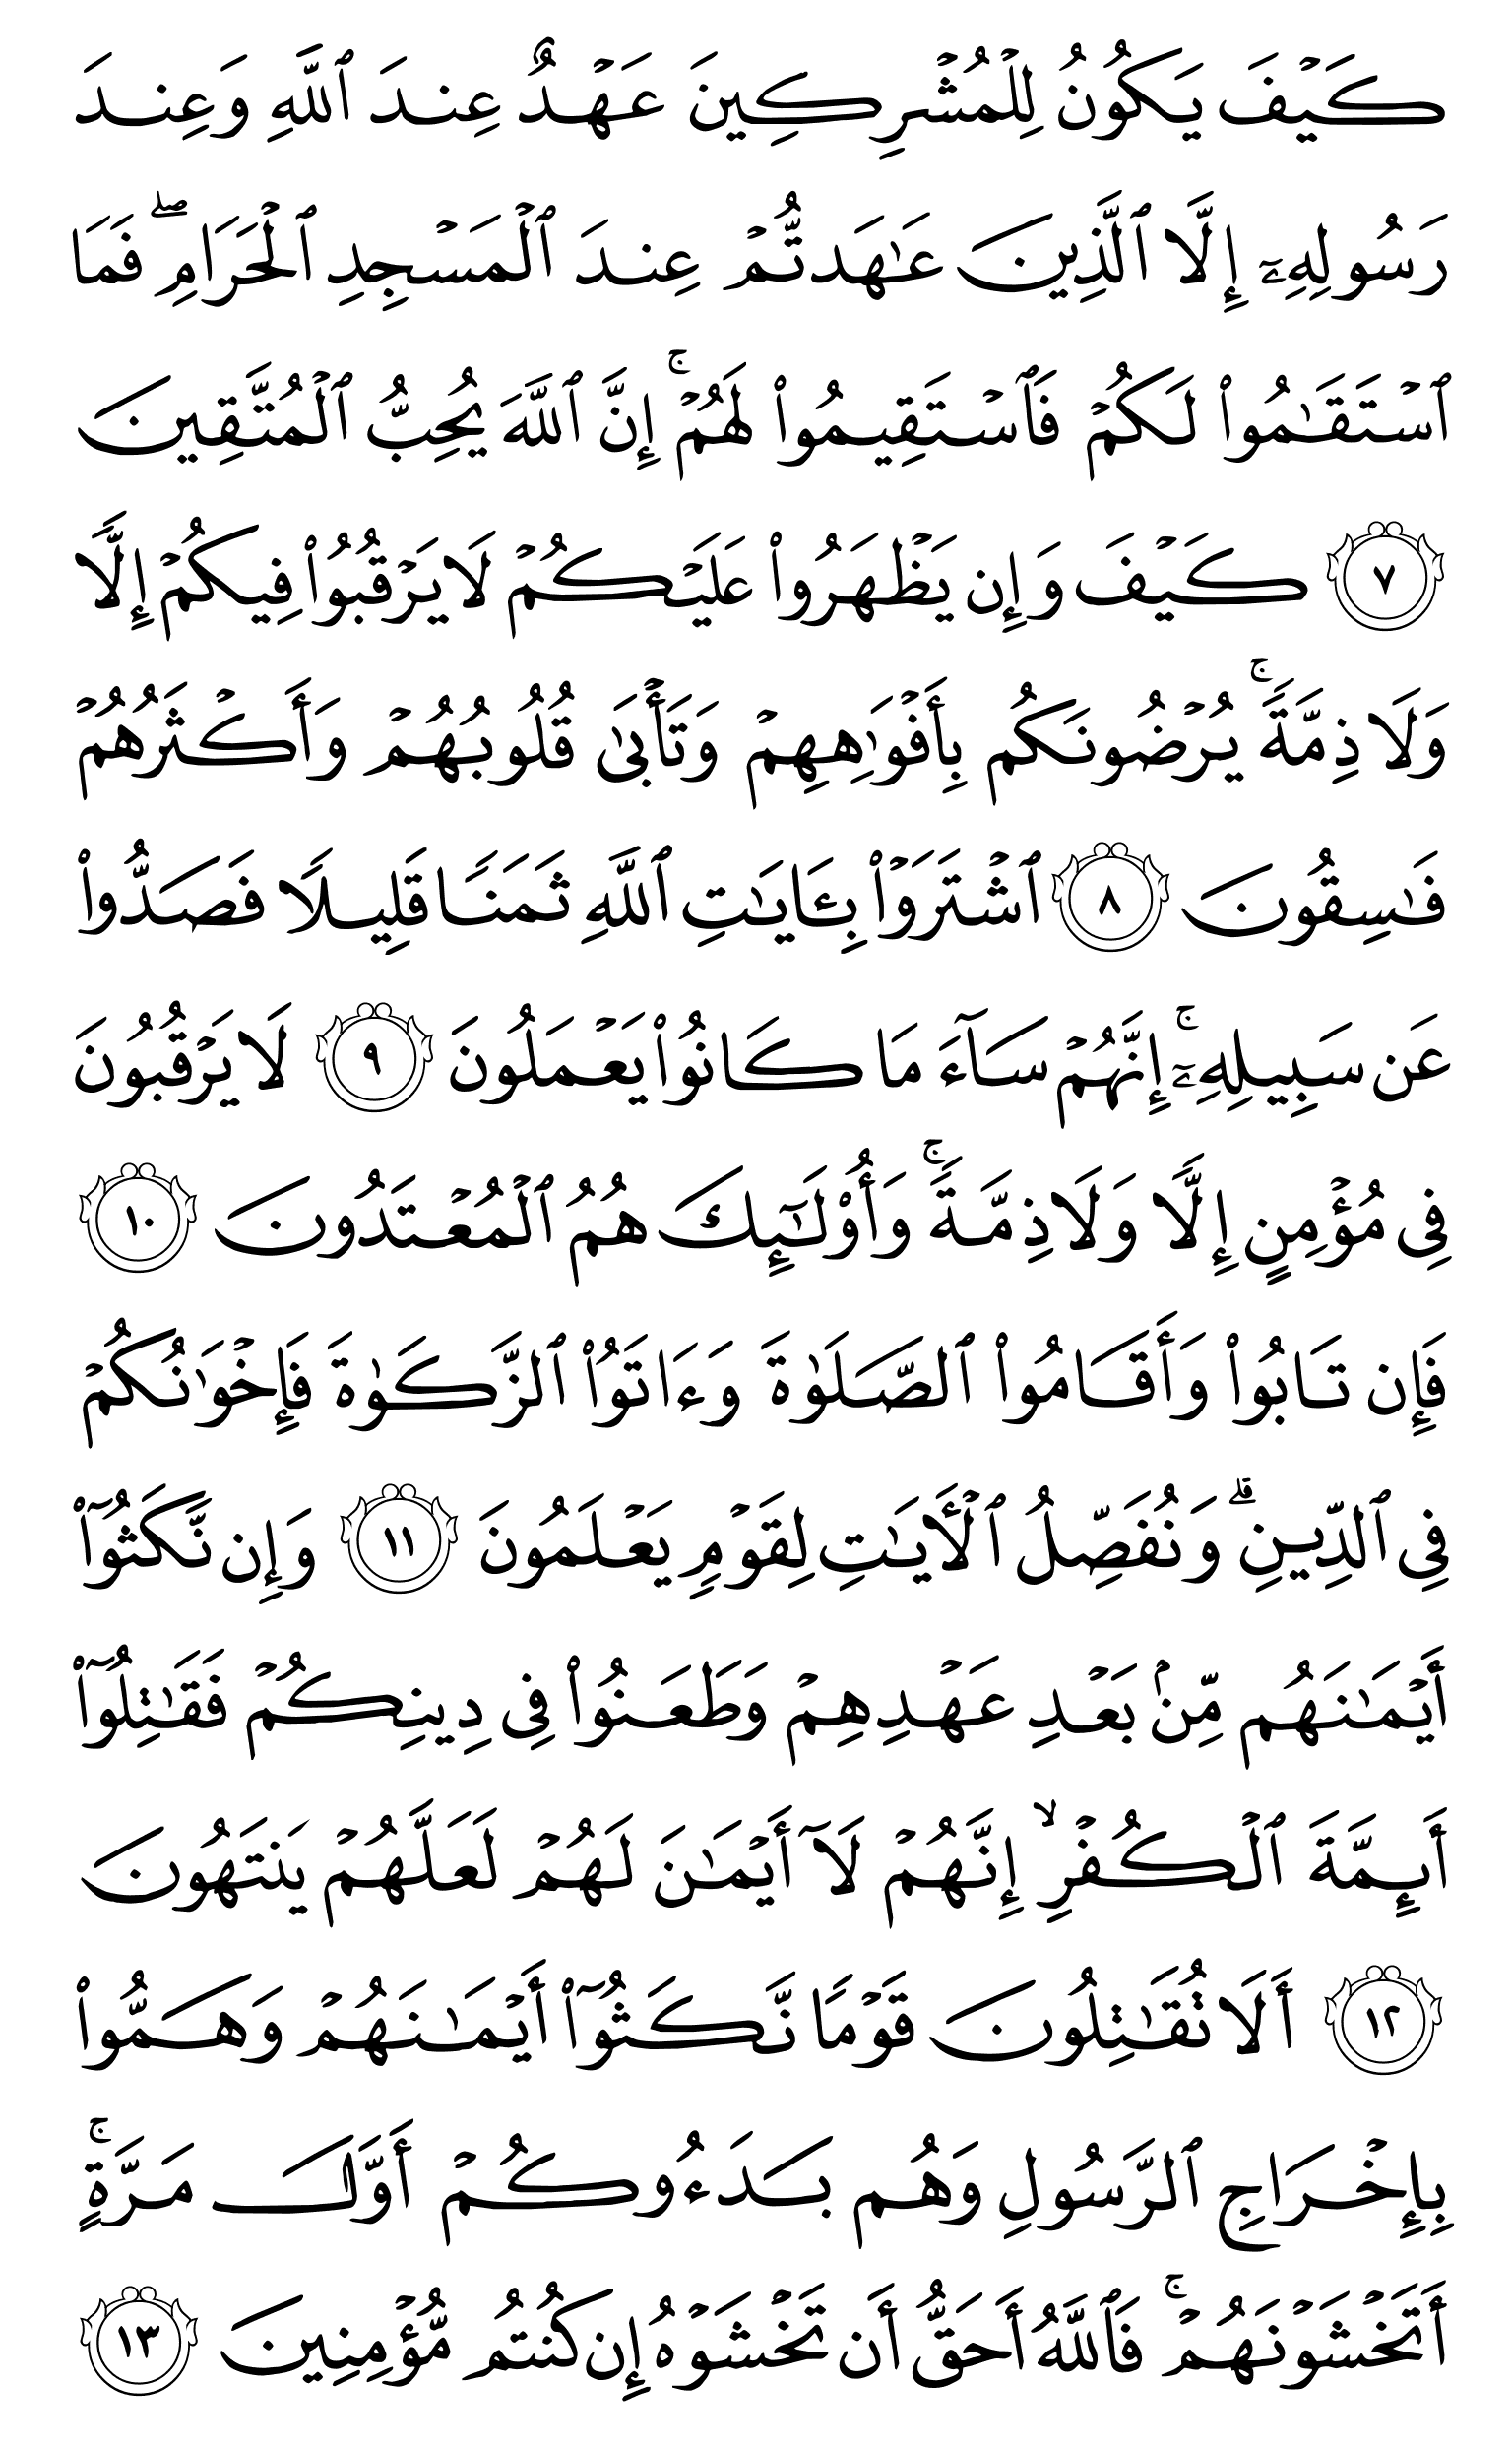 كَيۡفَ يَكُونُ لِلۡمُشۡرِكِينَ عَهۡدٌ عِندَ ٱللَّهِ وَعِندَ
رَسُولِهِۦٓ إِلَّا ٱلَّذِينَ عَٰهَدتُّمۡ عِندَ ٱلۡمَسۡجِدِ ٱلۡحَرَامِۖ فَمَا
ٱسۡتَقَٰمُواْ لَكُمۡ فَٱسۡتَقِيمُواْ لَهُمۡۚ إِنَّ ٱللَّهَ يُحِبُّ ٱلۡمُتَّقِينَ
٧ كَيۡفَ وَإِن يَظۡهَرُواْ عَلَيۡكُمۡ لَا يَرۡقُبُواْ فِيكُمۡ إِلّٗا
وَلَا ذِمَّةٗۚ يُرۡضُونَكُم بِأَفۡوَٰهِهِمۡ وَتَأۡبَىٰ قُلُوبُهُمۡ وَأَكۡثَرُهُمۡ
فَٰسِقُونَ ٨ ٱشۡتَرَوۡاْ بِـَٔايَٰتِ ٱللَّهِ ثَمَنٗا قَلِيلٗا فَصَدُّواْ
عَن سَبِيلِهِۦٓۚ إِنَّهُمۡ سَآءَ مَا كَانُواْ يَعۡمَلُونَ ٩ لَا يَرۡقُبُونَ
فِي مُؤۡمِنٍ إِلّٗا وَلَا ذِمَّةٗۚ وَأُوْلَٰٓئِكَ هُمُ ٱلۡمُعۡتَدُونَ ١٠
فَإِن تَابُواْ وَأَقَامُواْ ٱلصَّلَوٰةَ وَءَاتَوُاْ ٱلزَّكَوٰةَ فَإِخۡوَٰنُكُمۡ
فِي ٱلدِّينِۗ وَنُفَصِّلُ ٱلۡأٓيَٰتِ لِقَوۡمٖ يَعۡلَمُونَ ١١ وَإِن نَّكَثُوٓاْ
أَيۡمَٰنَهُم مِّنۢ بَعۡدِ عَهۡدِهِمۡ وَطَعَنُواْ فِي دِينِكُمۡ فَقَٰتِلُوٓاْ
أَئِمَّةَ ٱلۡكُفۡرِۙ إِنَّهُمۡ لَآ أَيۡمَٰنَ لَهُمۡ لَعَلَّهُمۡ يَنتَهُونَ
١٢ أَلَا تُقَٰتِلُونَ قَوۡمٗا نَّكَثُوٓاْ أَيۡمَٰنَهُمۡ وَهَمُّواْ
بِإِخۡرَاجِ ٱلرَّسُولِ وَهُم بَدَءُوكُمۡ أَوَّلَ مَرَّةٍۚ
أَتَخۡشَوۡنَهُمۡۚ فَٱللَّهُ أَحَقُّ أَن تَخۡشَوۡهُ إِن كُنتُم مُّؤۡمِنِينَ ١٣